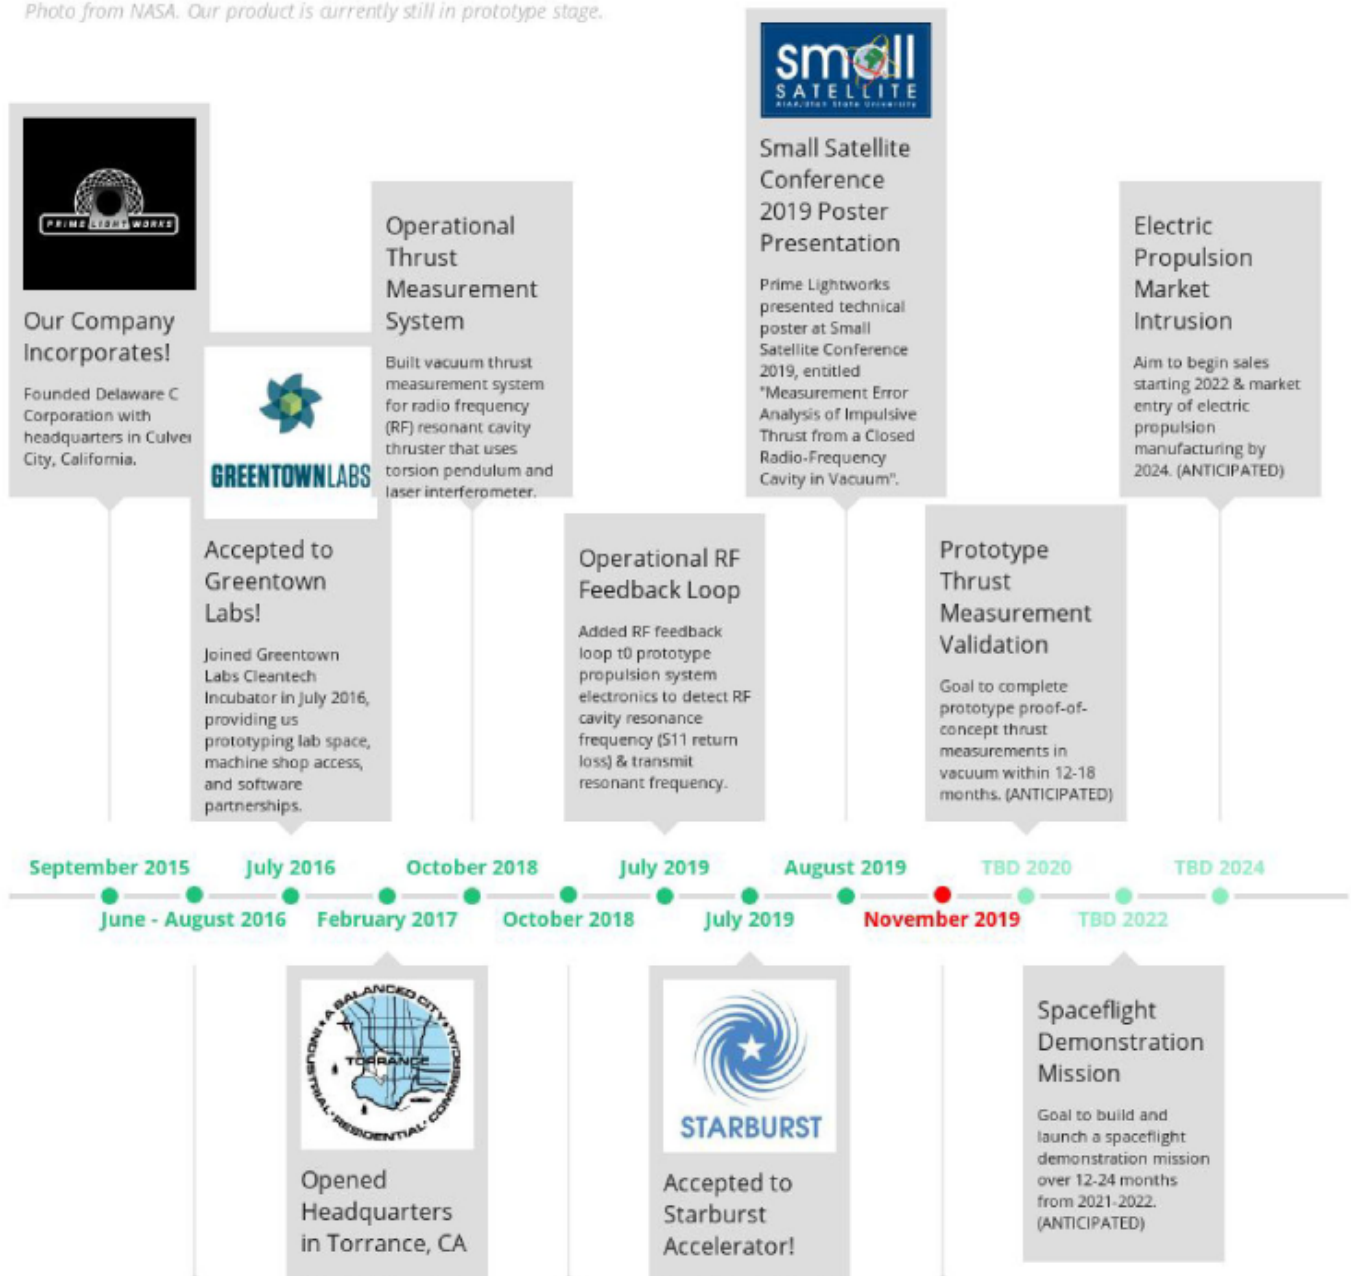 Photo from NASA. Our product is currently still in prototype stage.
PRIME LIGHT WORKS
Our Company
Incorporates!
Founded Delaware C
Corporation with
headquarters in Culver
City, California.
GREENTOWNLABS
Accepted to
Greentown
Labs!
Joined Greentown
Labs Cleantech
Incubator in July 2016,
providing us
prototyping lab space,
machine shop access,
and software
partnerships.
Operational
Thrust
Measurement
System
Built vacuum thrust
measurement system
for radio frequency
(RF) resonant cavity
thruster that uses
torsion pendulum and
laser interferometer.
Operational RF
Feedback Loop
Added RF feedback
loop t0 prototype
propulsion system
electronics to detect RF
cavity resonance
frequency (S11 return
loss) & transmit
resonant frequency.
small
SATELLITE
AIAA/Utah State University
Small Satellite
Conference
2019 Poster
Presentation
Prime Lightworks
presented technical
poster at Small
Satellite Conference
2019, entitled
"Measurement Error
Analysis of Impulsive
Thrust from a Closed
Radio-Frequency
Cavity in Vacuum".
Prototype
Thrust
Measurement
Validation
Goal to complete
prototype proof-of-
concept thrust
measurements in
vacuum within 12-18
months. (ANTICIPATED)
Electric
Propulsion
Market
Intrusion
Aim to begin sales
starting 2022 & market
entry of electric
propulsion
manufacturing by
2024. (ANTICIPATED)
September 2015 July 2016 October 2018 July 2019 August 2019 TBD 2020 TBD 2024
June - August 2016 February 2017 October 2018 July 2019 November 2019 TBD 2022
A BALANCED CITY
INDUSTRIAL · RESIDENTIAL · COMMERCIAL
TORRANCE
Opened
Headquarters
in Torrance, CA
STARBURST
Accepted to
Starburst
Accelerator!
Spaceflight
Demonstration
Mission
Goal to build and
launch a spaceflight
demonstration mission
over 12-24 months
from 2021-2022.
(ANTICIPATED)